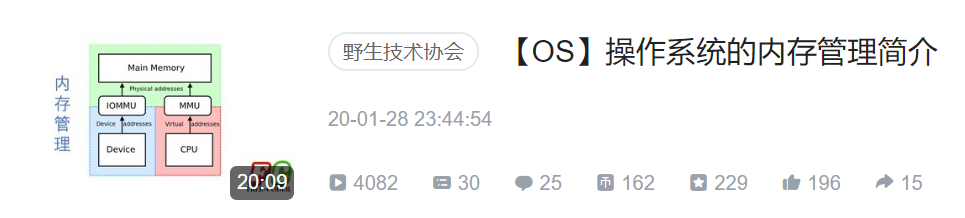 内存管理
Main Memory
Physical addresses
IOMMU
MMU
Device addresses
Virtual addresses
Device
CPU
20:09
野生技术协会
【OS】操作系统的内存管理简介
20-01-28 23:44:54
4082
30
25
162
229
196
15